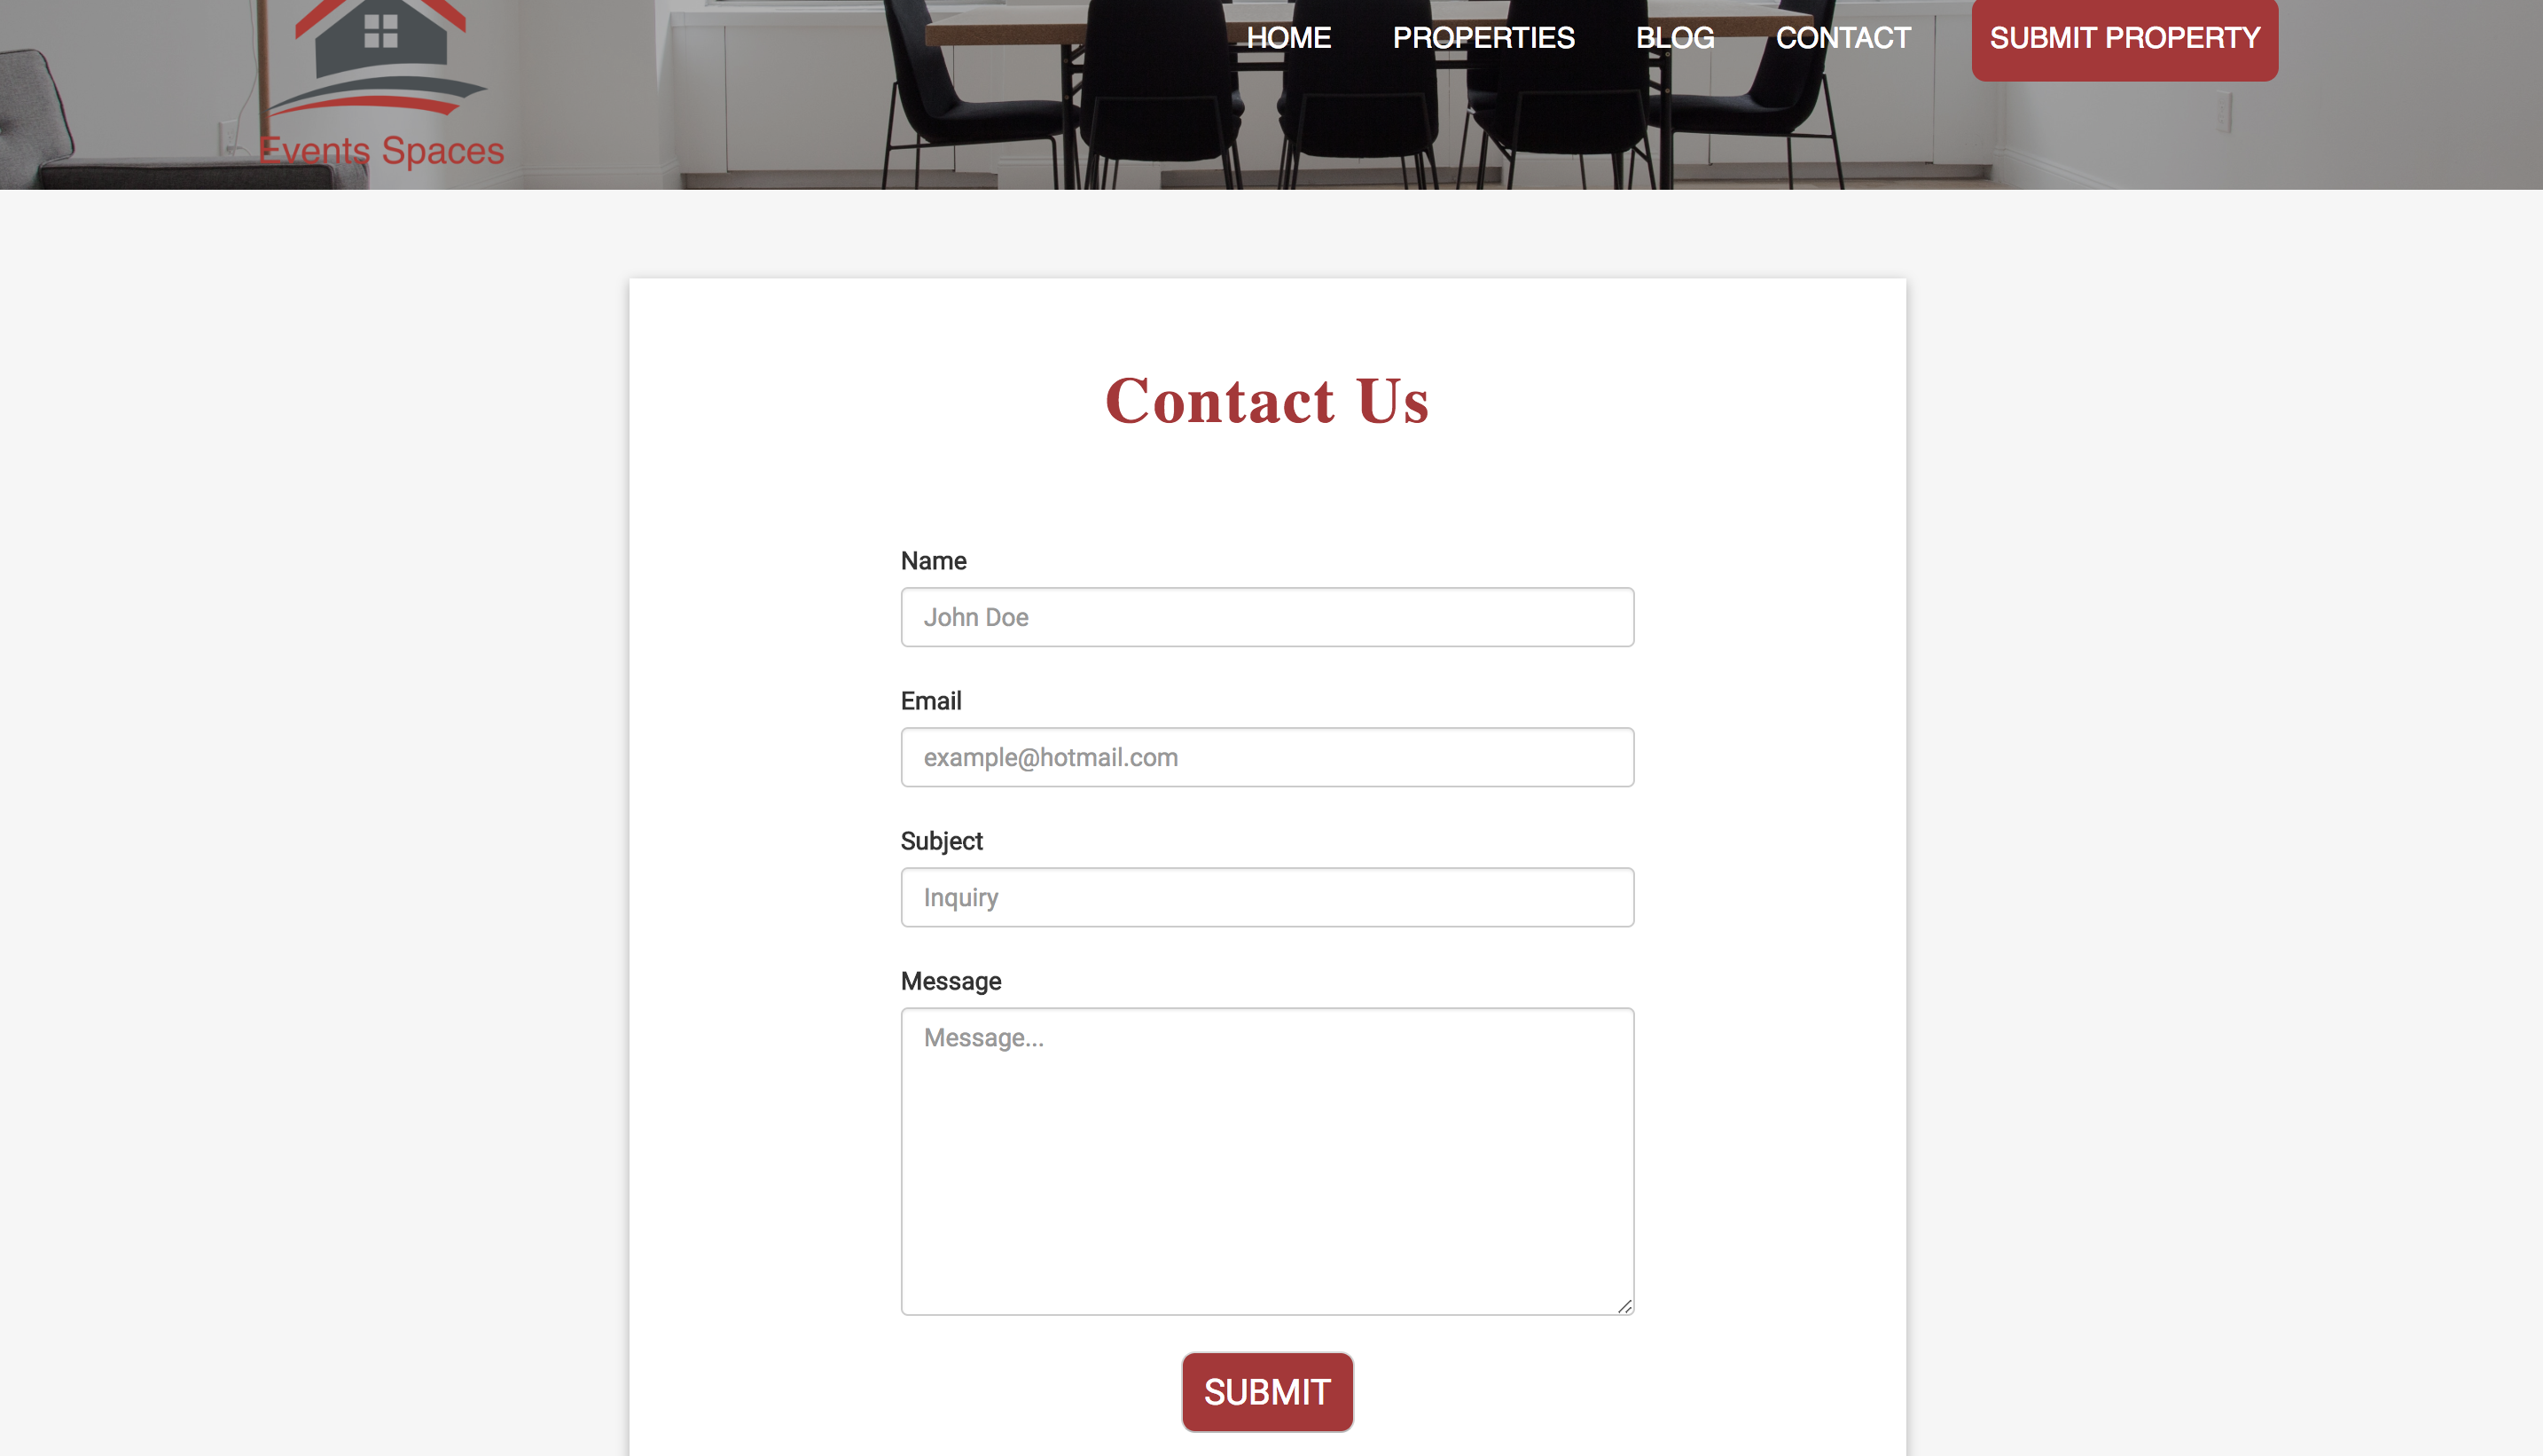 HOME PROPERTIES BLOG CONTACT SUBMIT PROPERTY
Events Spaces
Contact Us
Name
John Doe
Email
example@hotmail.com
Subject
Inquiry
Message
Message...
SUBMIT